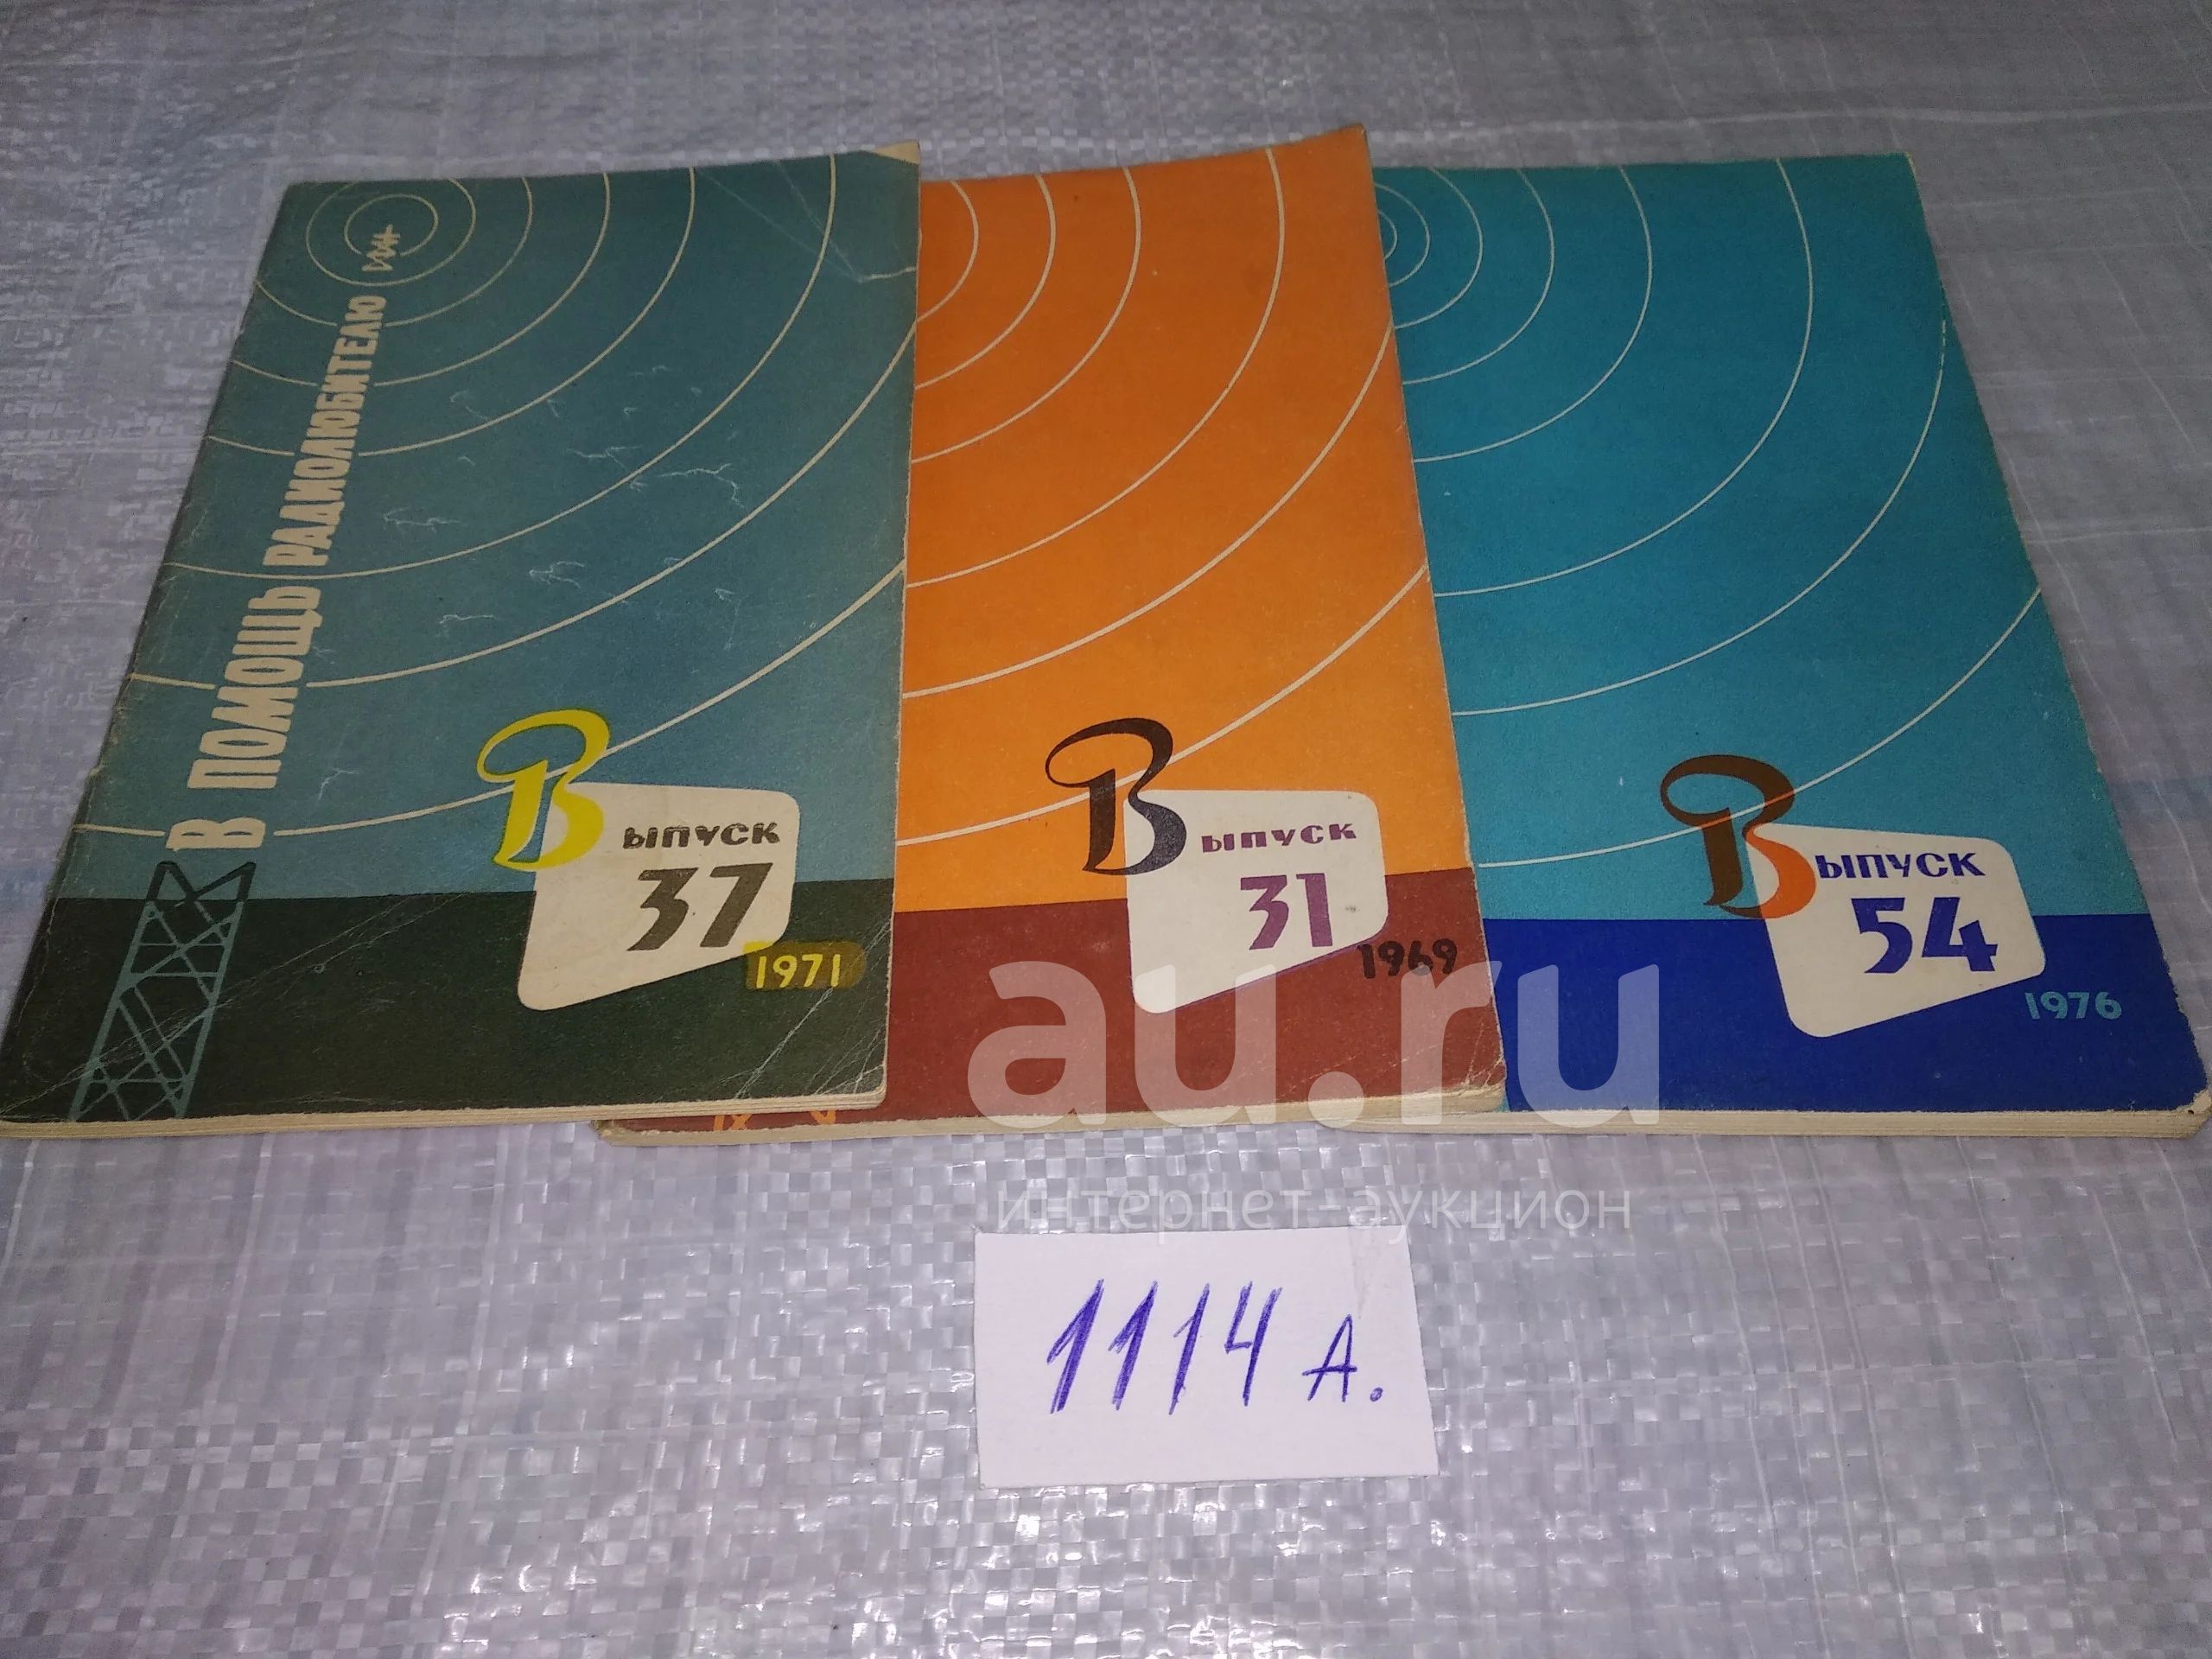 В ПОМОЩЬ РАДИОЛЮБИТЕЛЮ
Выпуск
37
1971
Выпуск
31
1969
Выпуск
54
1976
au.ru
интернет-аукцион
1114 А.